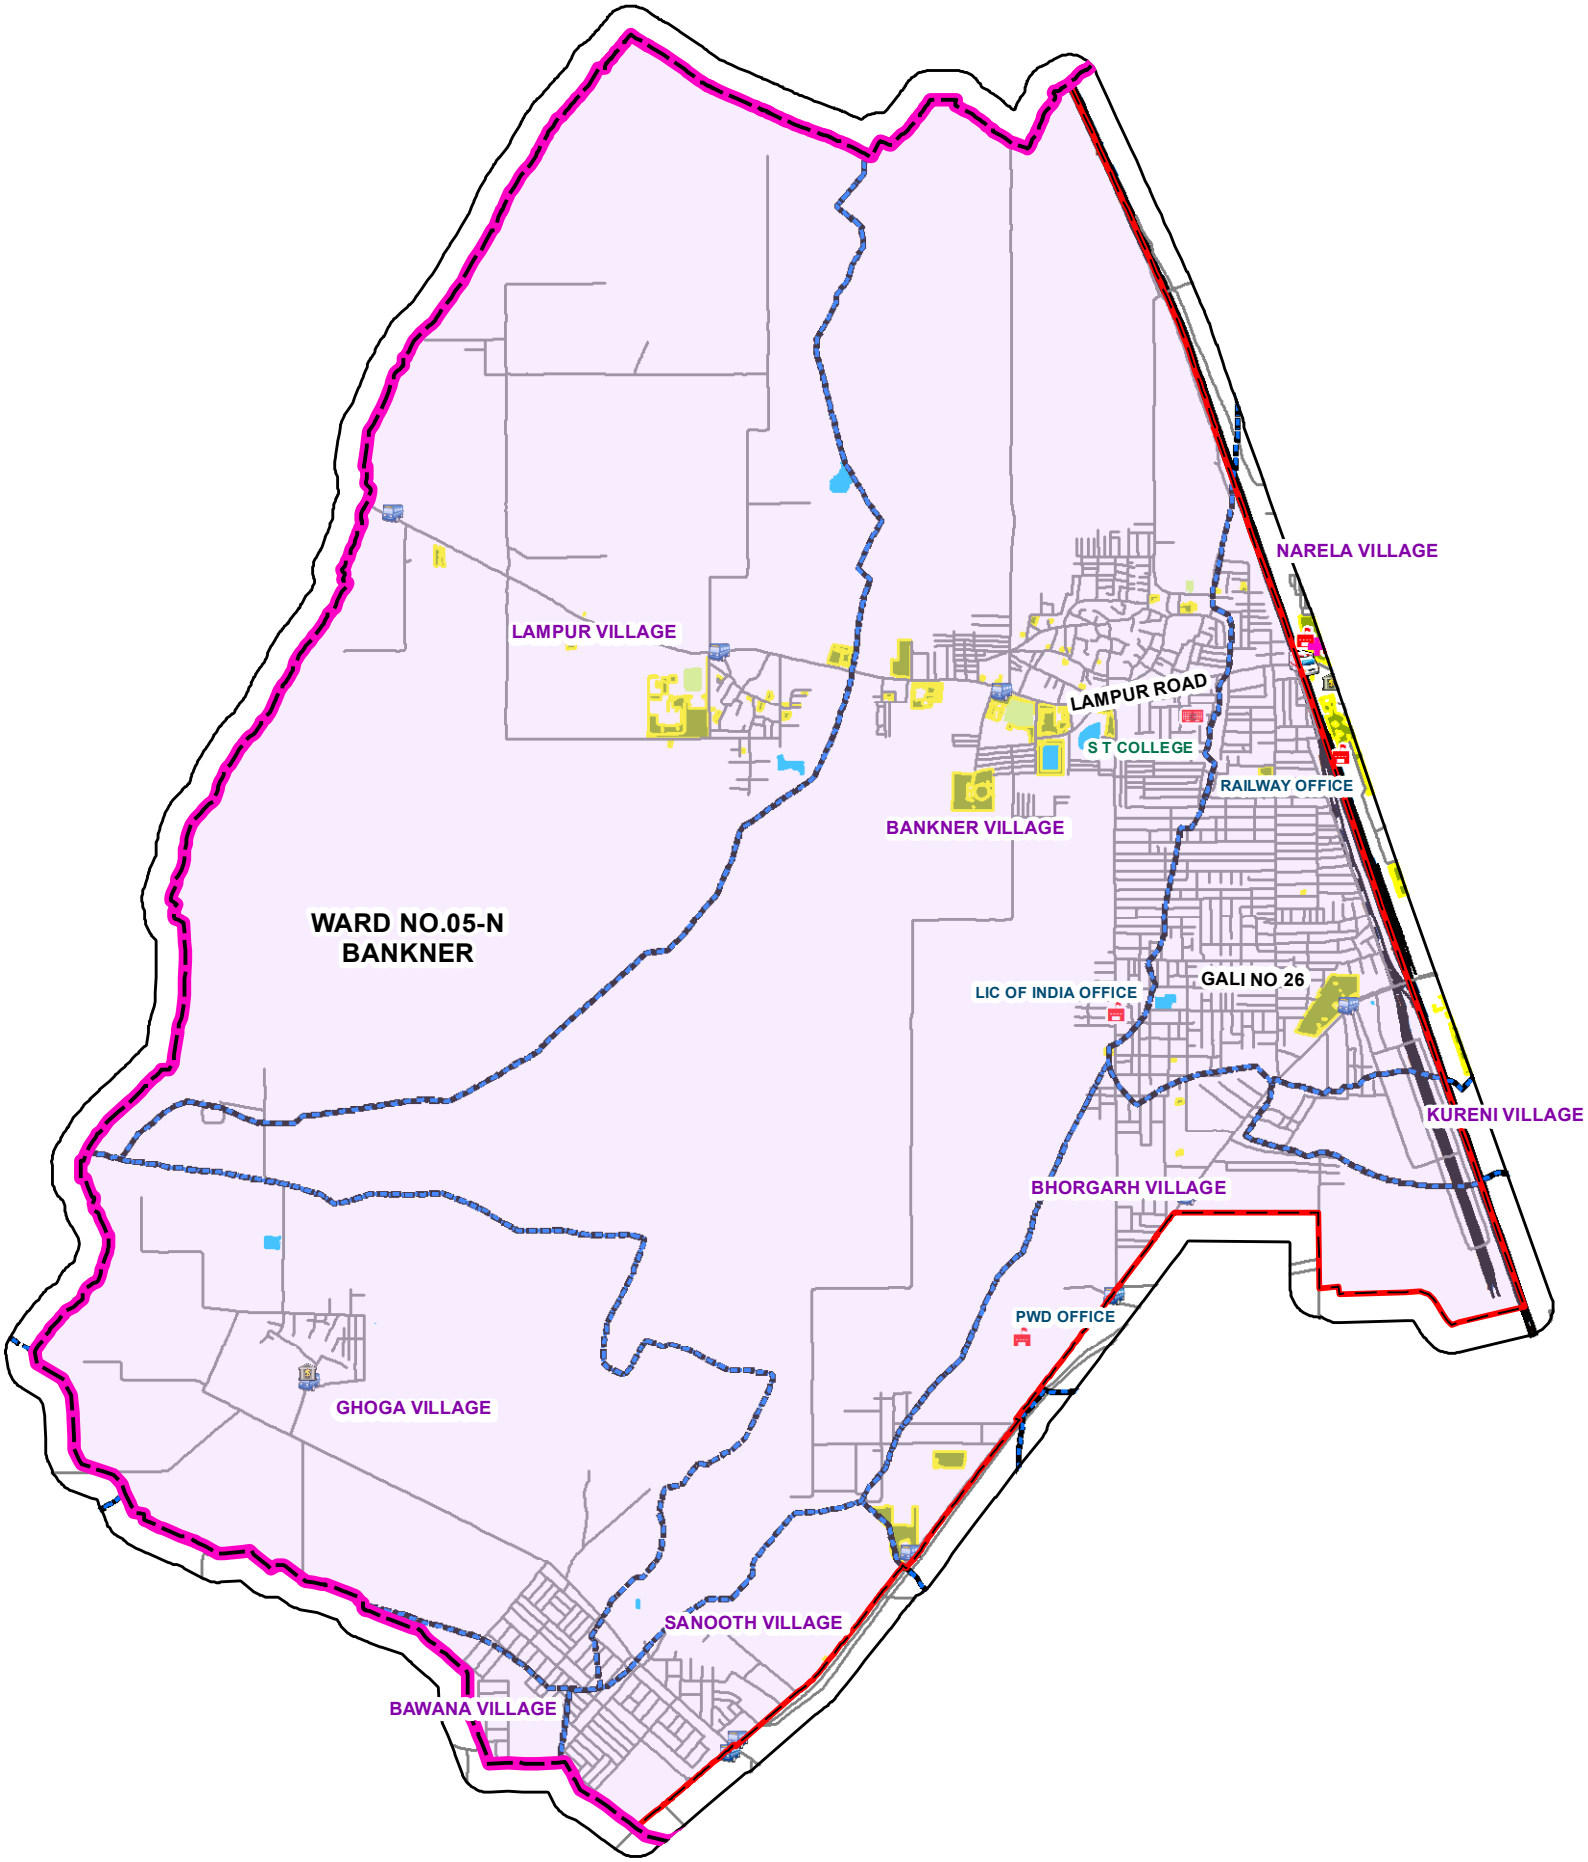 NARELA VILLAGE
LAMPUR VILLAGE
LAMPUR ROAD
S T COLLEGE
RAILWAY OFFICE
BANKNER VILLAGE
WARD NO.05-N
BANKNER
GALI NO 26
LIC OF INDIA OFFICE
KURENI VILLAGE
BHORGARH VILLAGE
PWD OFFICE
GHOGA VILLAGE
SANOOTH VILLAGE
BAWANA VILLAGE